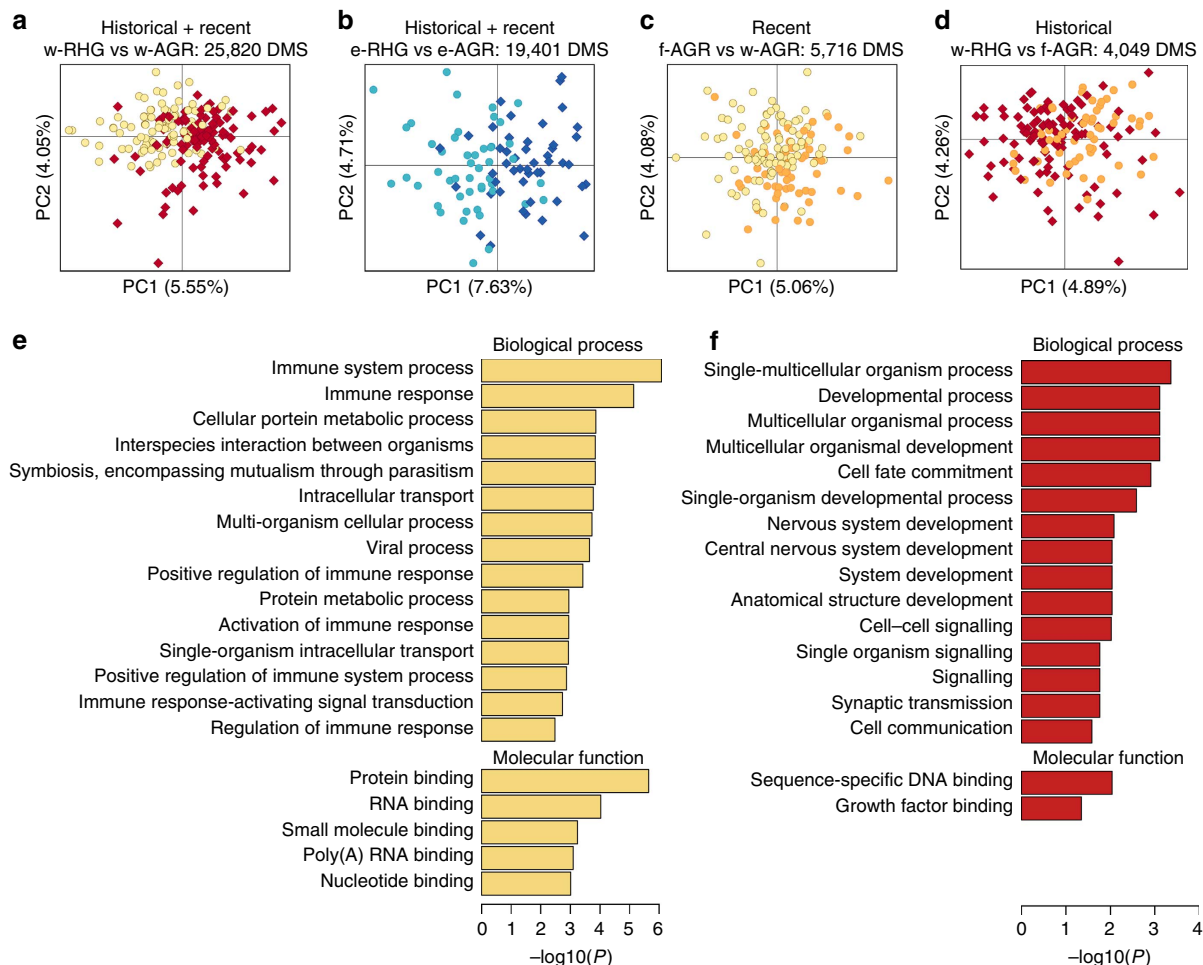 a
Historical + recent
w-RHG vs w-AGR: 25,820 DMS
PC2 (4.05%)
PC1 (5.55%)
b
Historical + recent
e-RHG vs e-AGR: 19,401 DMS
PC2 (4.71%)
PC1 (7.63%)
c
Recent
f-AGR vs w-AGR: 5,716 DMS
PC2 (4.08%)
PC1 (5.06%)
d
Historical
w-RHG vs f-AGR: 4,049 DMS
PC2 (4.26%)
PC1 (4.89%)
e
Biological process
Immune system process
Immune response
Cellular portein metabolic process
Interspecies interaction between organisms
Symbiosis, encompassing mutualism through parasitism
Intracellular transport
Multi-organism cellular process
Viral process
Positive regulation of immune response
Protein metabolic process
Activation of immune response
Single-organism intracellular transport
Positive regulation of immune system process
Immune response-activating signal transduction
Regulation of immune response
Molecular function
Protein binding
RNA binding
Small molecule binding
Poly(A) RNA binding
Nucleotide binding
0 1 2 3 4 5 6
–log10(P)
f
Biological process
Single-multicellular organism process
Developmental process
Multicellular organismal process
Multicellular organismal development
Cell fate commitment
Single-organism developmental process
Nervous system development
Central nervous system development
System development
Anatomical structure development
Cell–cell signalling
Single organism signalling
Signalling
Synaptic transmission
Cell communication
Molecular function
Sequence-specific DNA binding
Growth factor binding
0 1 2 3 4
–log10(P)